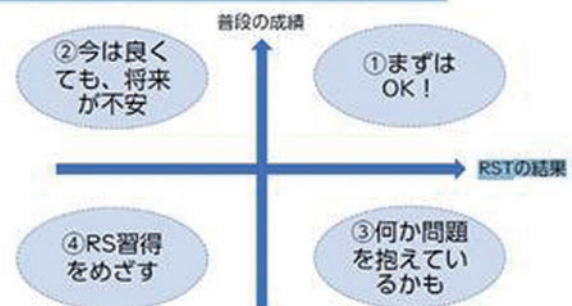 普段の成績
②今は良く
ても、将来
が不安
①まずは
OK！
RSTの結果
④RS習得
をめざす
③何か問題
を抱えてい
るかも